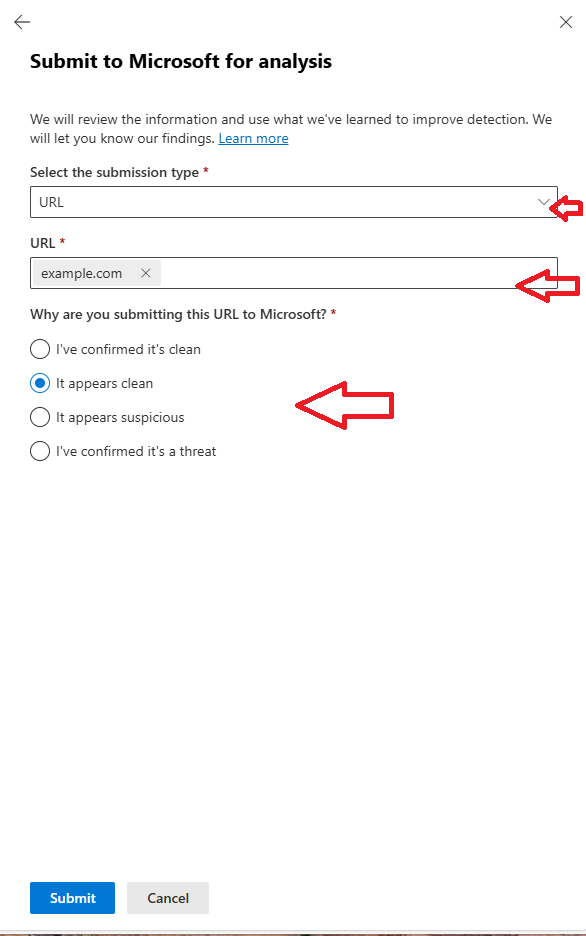 Submit to Microsoft for analysis
We will review the information and use what we've learned to improve detection. We
will let you know our findings. Learn more
Select the submission type *
URL
URL *
example.com
Why are you submitting this URL to Microsoft? *
I've confirmed it's clean
It appears clean
It appears suspicious
I've confirmed it's a threat
Submit Cancel